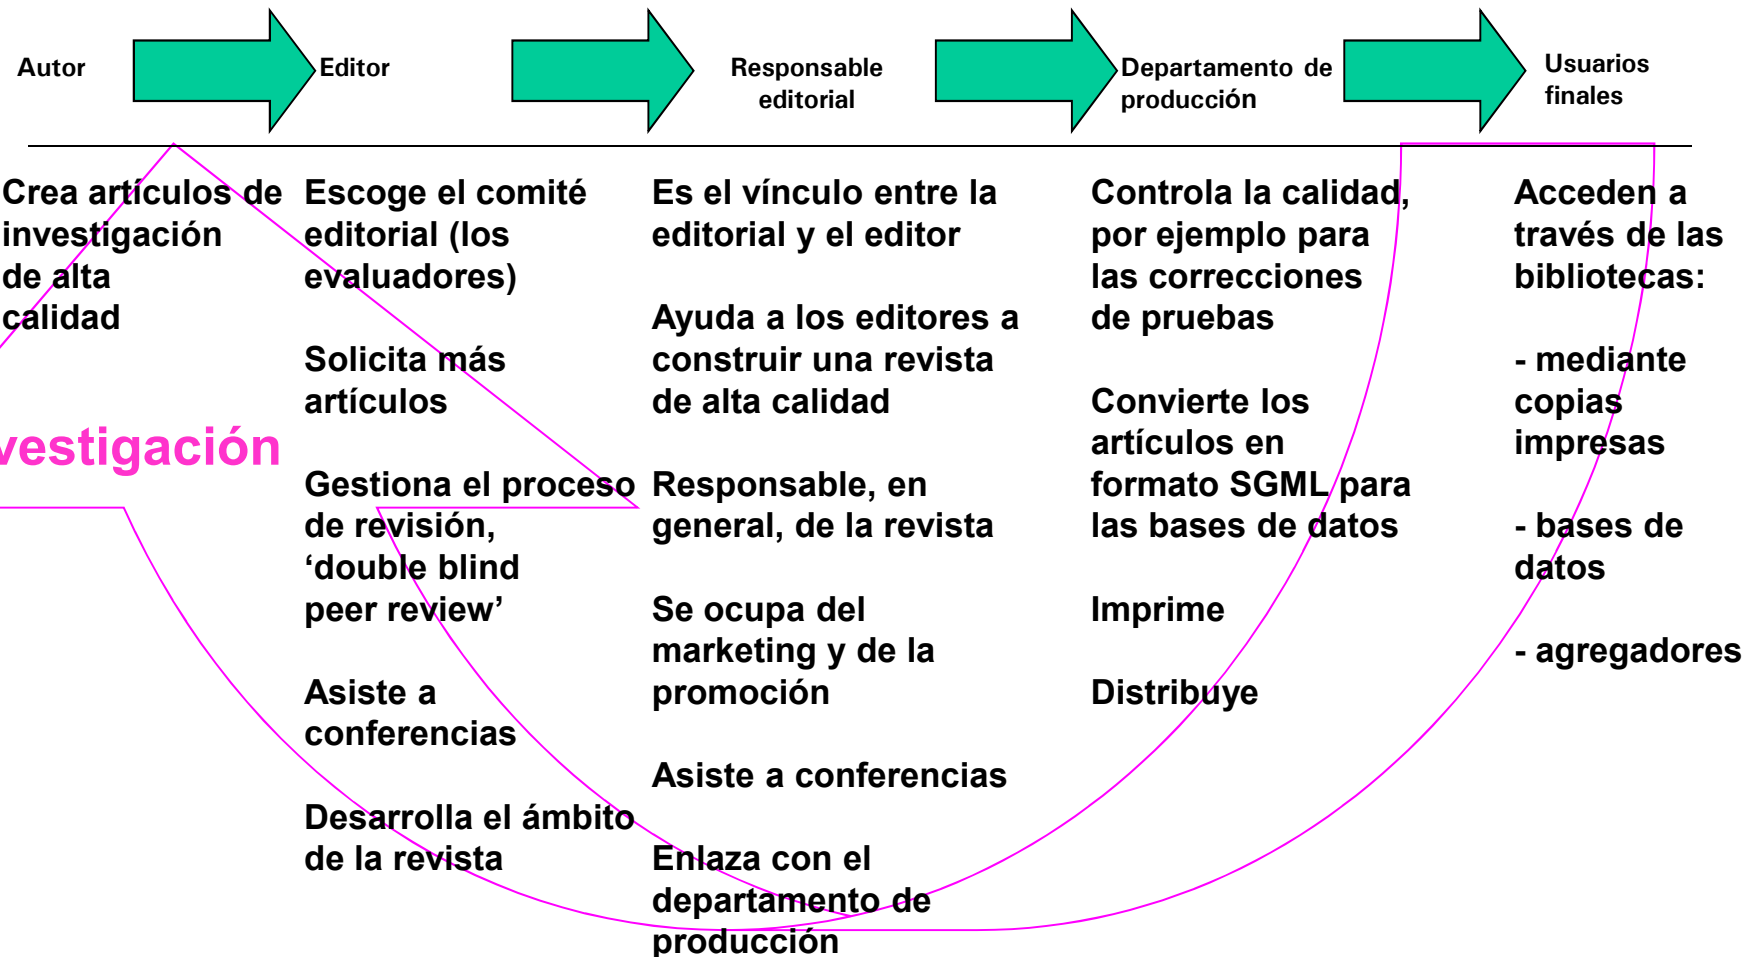 Autor
Editor
Responsable
editorial
Departamento de
producción
Usuarios
finales
Crea artículos de
investigación
de alta
calidad
vestigación
Escoge el comité
editorial (los
evaluadores)
Solicita más
artículos
Gestiona el proceso
de revisión,
‘double blind
peer review’
Asiste a
conferencias
Desarrolla el ámbito
de la revista
Es el vínculo entre la
editorial y el editor
Ayuda a los editores a
construir una revista
de alta calidad
Responsable, en
general, de la revista
Se ocupa del
marketing y de la
promoción
Asiste a conferencias
Enlaza con el
departamento de
producción
Controla la calidad,
por ejemplo para
las correcciones
de pruebas
Convierte los
artículos en
formato SGML para
las bases de datos
Imprime
Distribuye
Acceden a
través de las
bibliotecas:
- mediante
copias
impresas
- bases de
datos
- agregadores